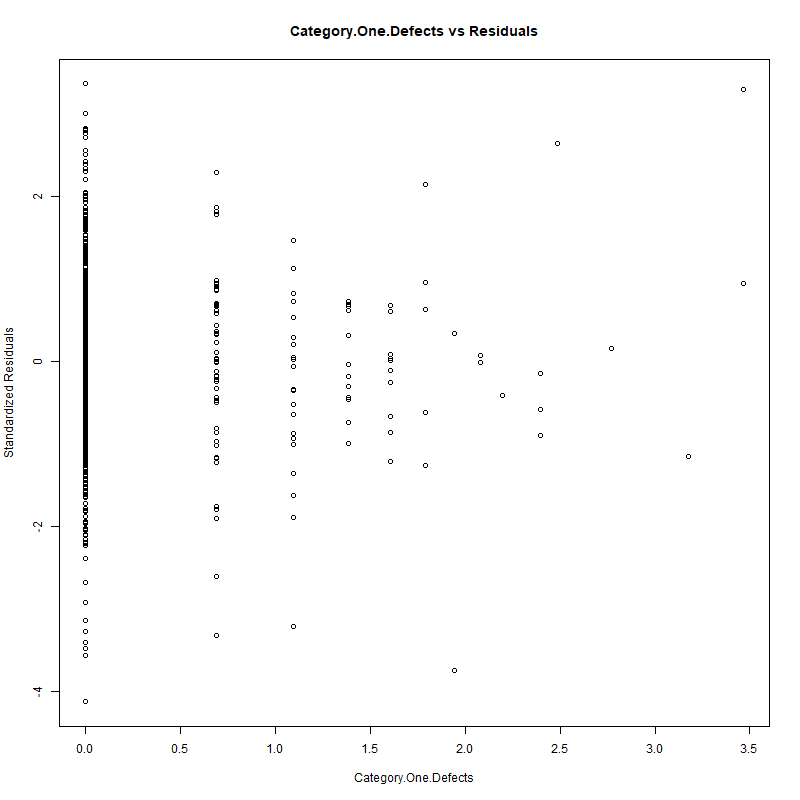 Category.One.Defects vs Residuals
Standardized Residuals
2
0
-2
-4
0.0 0.5 1.0 1.5 2.0 2.5 3.0 3.5
Category.One.Defects